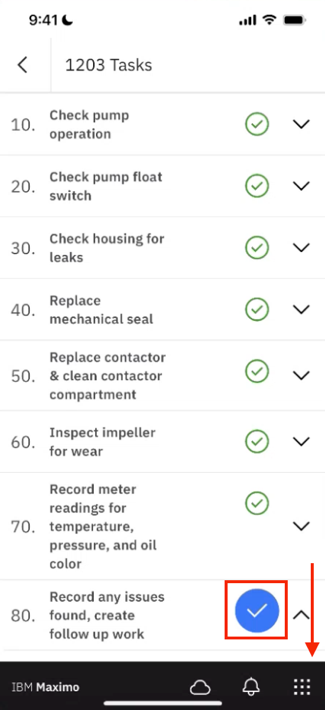 9:41
1203 Tasks
10.
Check pump
operation
20.
Check pump float
switch
30.
Check housing for
leaks
40.
Replace
mechanical seal
50.
Replace contactor
& clean contactor
compartment
60.
Inspect impeller
for wear
70.
Record meter
readings for
temperature,
pressure, and oil
color
80.
Record any issues
found, create
follow up work
IBM Maximo